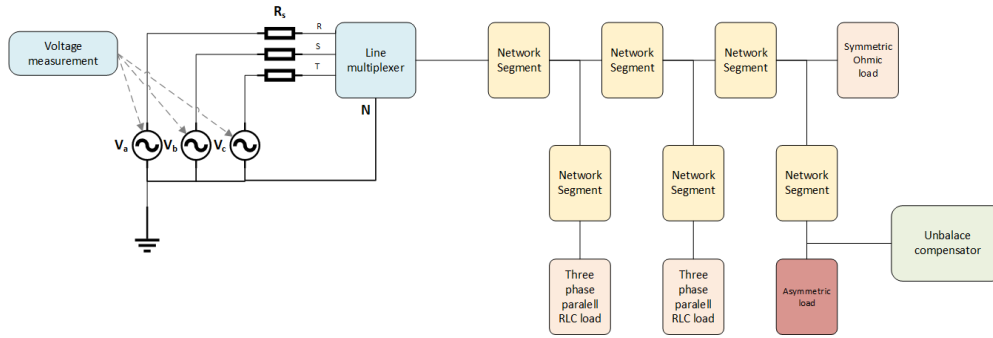 Rs
R
S
T
Voltage
measurement
Line
multiplexer
N
Va
Vb
Vc
Network
Segment
Network
Segment
Network
Segment
Symmetric
Ohmic
load
Network
Segment
Network
Segment
Network
Segment
Unbalace
compensator
Three
phase
paralell
RLC load
Three
phase
paralell
RLC load
Asymmetric
load